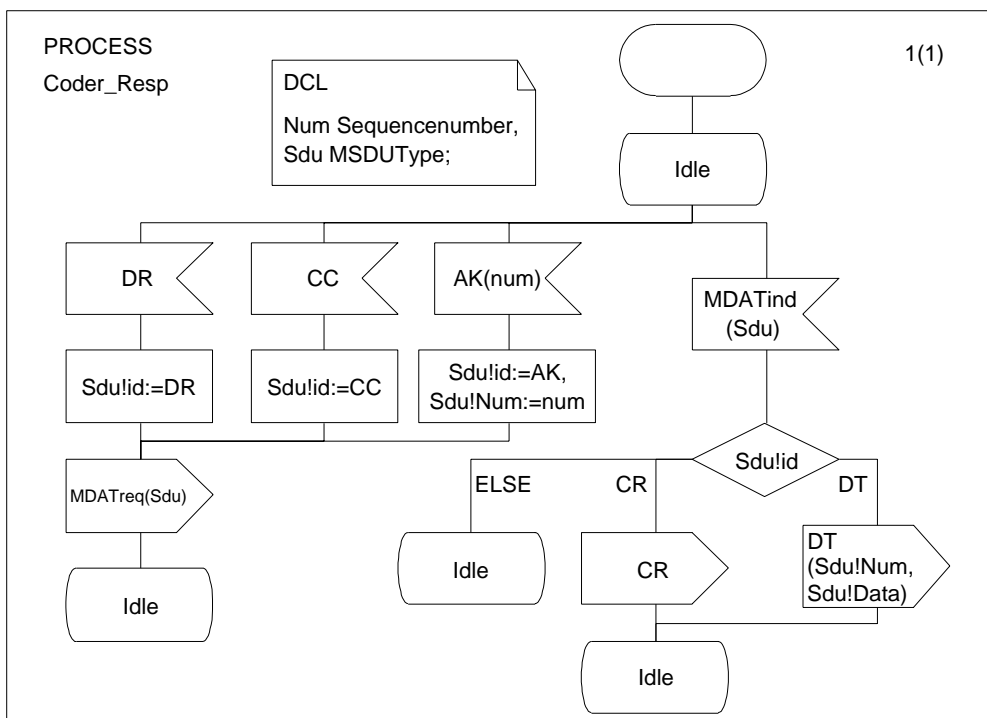 PROCESS
Coder_Resp
1(1)
DCL
Num Sequencenumber,
Sdu MSDUType;
Idle
DR
CC
AK(num)
MDATind
(Sdu)
Sdu!id:=DR
Sdu!id:=CC
Sdu!id:=AK,
Sdu!Num:=num
Sdu!id
ELSE
CR
DT
MDATreq(Sdu)
Idle
Idle
CR
DT
(Sdu!Num,
Sdu!Data)
Idle